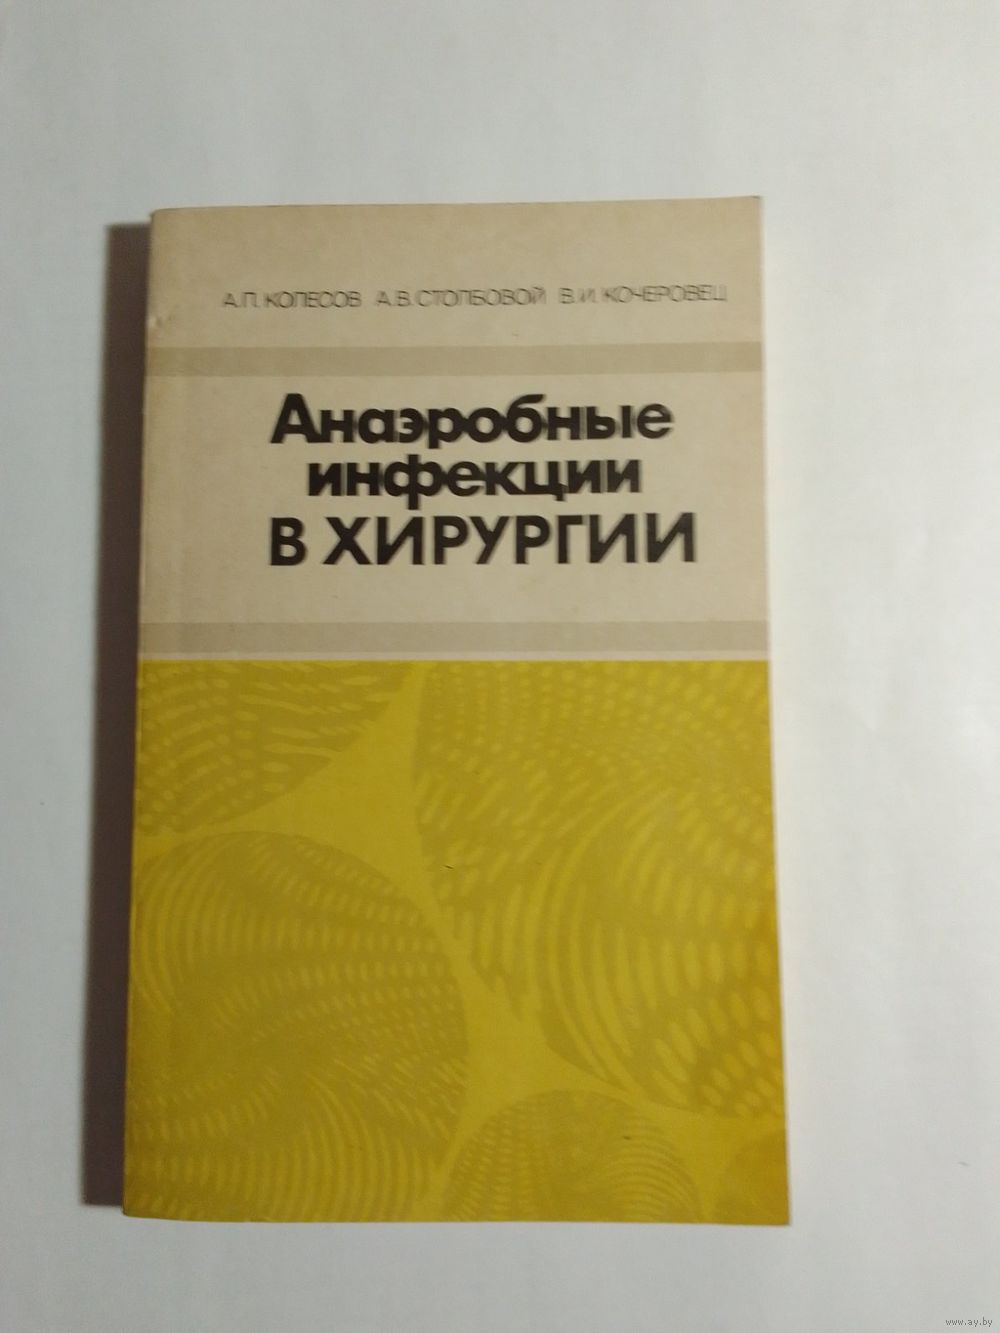 А.П. КОЛЕСОВ А.В. СТОЛБОВОЙ В.И. КОЧЕРОВЕЦ
Анаэробные
инфекции
В ХИРУРГИИ
www.ay.by